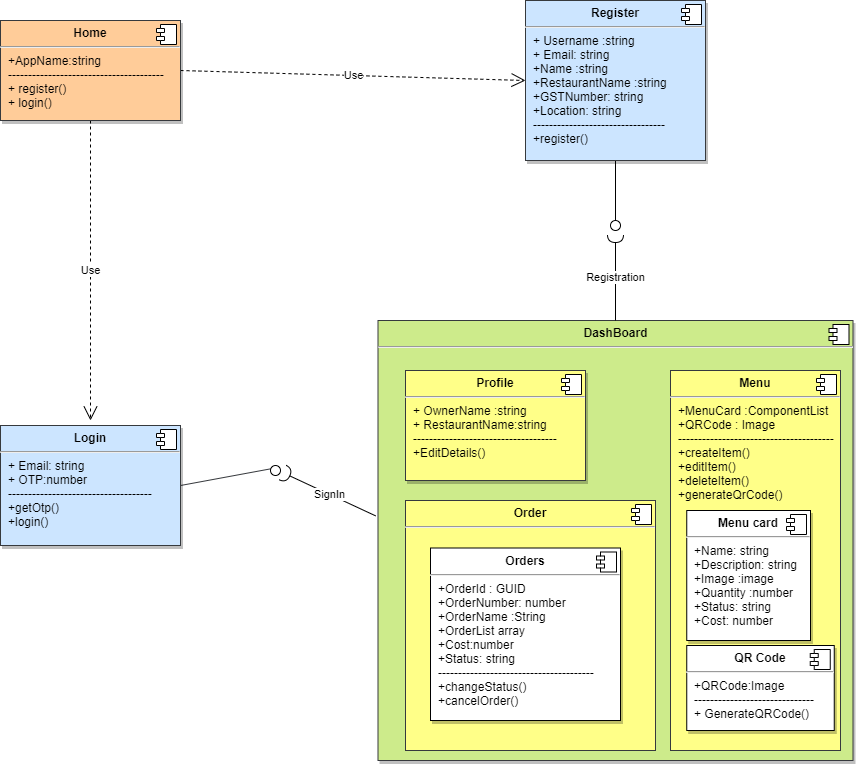 Home
+AppName:string
-------------------------------
+ register()
+ login()
Use
Register
+ Username :string
+ Email: string
+Name :string
+RestaurantName :string
+GSTNumber: string
+Location: string
---------------------------------
+register()
Use
Registration
Login
+ Email: string
+ OTP:number
------------------------------------
+getOtp()
+login()
SignIn
DashBoard
Profile
+ OwnerName :string
+ RestaurantName:string
------------------------------------
+EditDetails()
Order
Orders
+OrderId : GUID
+OrderNumber: number
+OrderName :String
+OrderList array
+Cost:number
+Status: string
---------------------------------------
+changeStatus()
+cancelOrder()
Menu
+MenuCard :ComponentList
+QRCode : Image
---------------------------------------
+createItem()
+editItem()
+deleteItem()
+generateQrCode()
Menu card
+Name: string
+Description: string
+Image :image
+Quantity :number
+Status: string
+Cost: number
QR Code
+QRCode:Image
------------------------------
+ GenerateQRCode()